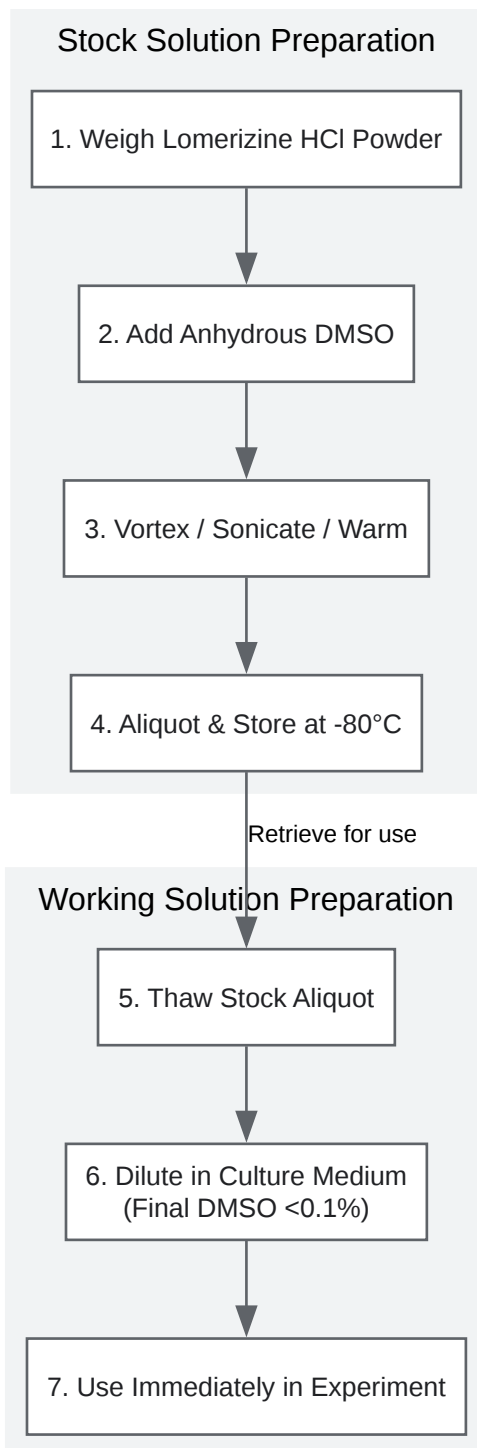 Stock Solution Preparation
1. Weigh Lomerizine HCl Powder
2. Add Anhydrous DMSO
3. Vortex / Sonicate / Warm
4. Aliquot & Store at -80°C
Retrieve for use
Working Solution Preparation
5. Thaw Stock Aliquot
6. Dilute in Culture Medium
(Final DMSO <0.1%)
7. Use Immediately in Experiment